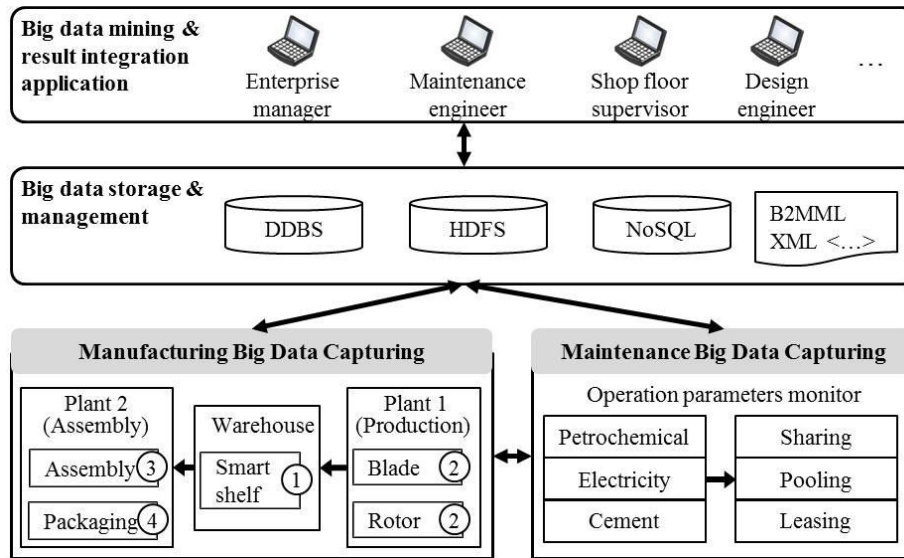 Big data mining &
result integration
application
Enterprise
manager
Maintenance
engineer
Shop floor
supervisor
Design
engineer
...
Big data storage &
management
DDBS
HDFS
NoSQL
B2MML
XML <...>
Manufacturing Big Data Capturing
Plant 2
(Assembly)
Assembly 3
Packaging 4
Warehouse
Smart
shelf
1
Plant 1
(Production)
Blade 2
Rotor 2
Maintenance Big Data Capturing
Operation parameters monitor
Petrochemical
Electricity
Cement
Sharing
Pooling
Leasing